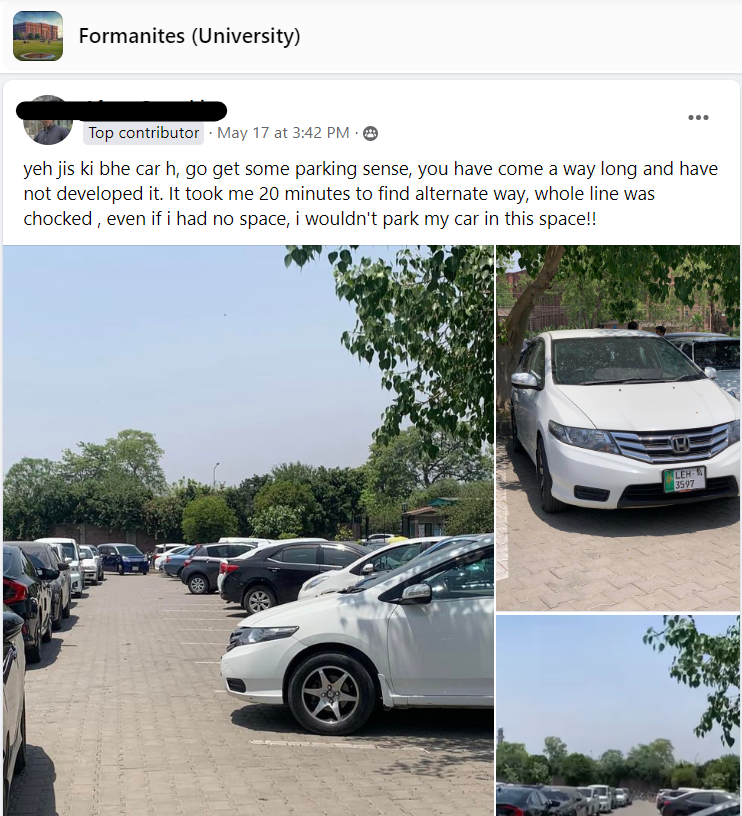 Formanites (University)
Top contributor · May 17 at 3:42 PM ·
yeh jis ki bhe car h, go get some parking sense, you have come a way long and have
not developed it. It took me 20 minutes to find alternate way, whole line was
chocked , even if i had no space, i wouldn't park my car in this space!!
LEH-14
3597